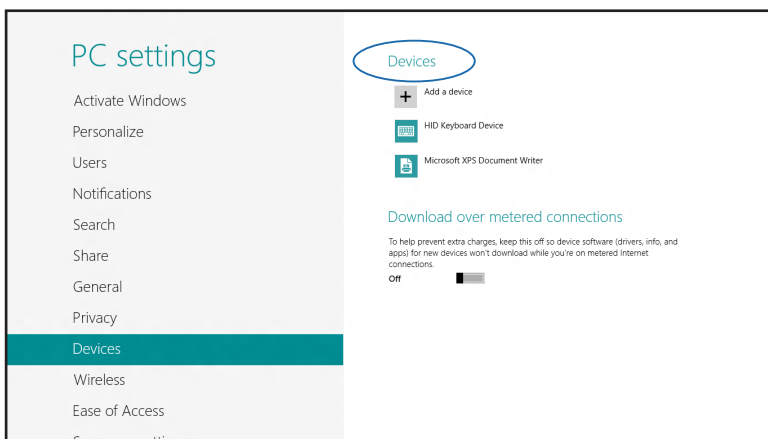 PC settings
Activate Windows
Personalize
Users
Notifications
Search
Share
General
Privacy
Devices
Wireless
Ease of Access
Devices
Add a device
HID Keyboard Device
Microsoft XPS Document Writer
Download over metered connections
To help prevent extra charges, keep this off so device software (drivers, info, and
apps) for new devices won't download while you're on metered Internet
connections.
Off